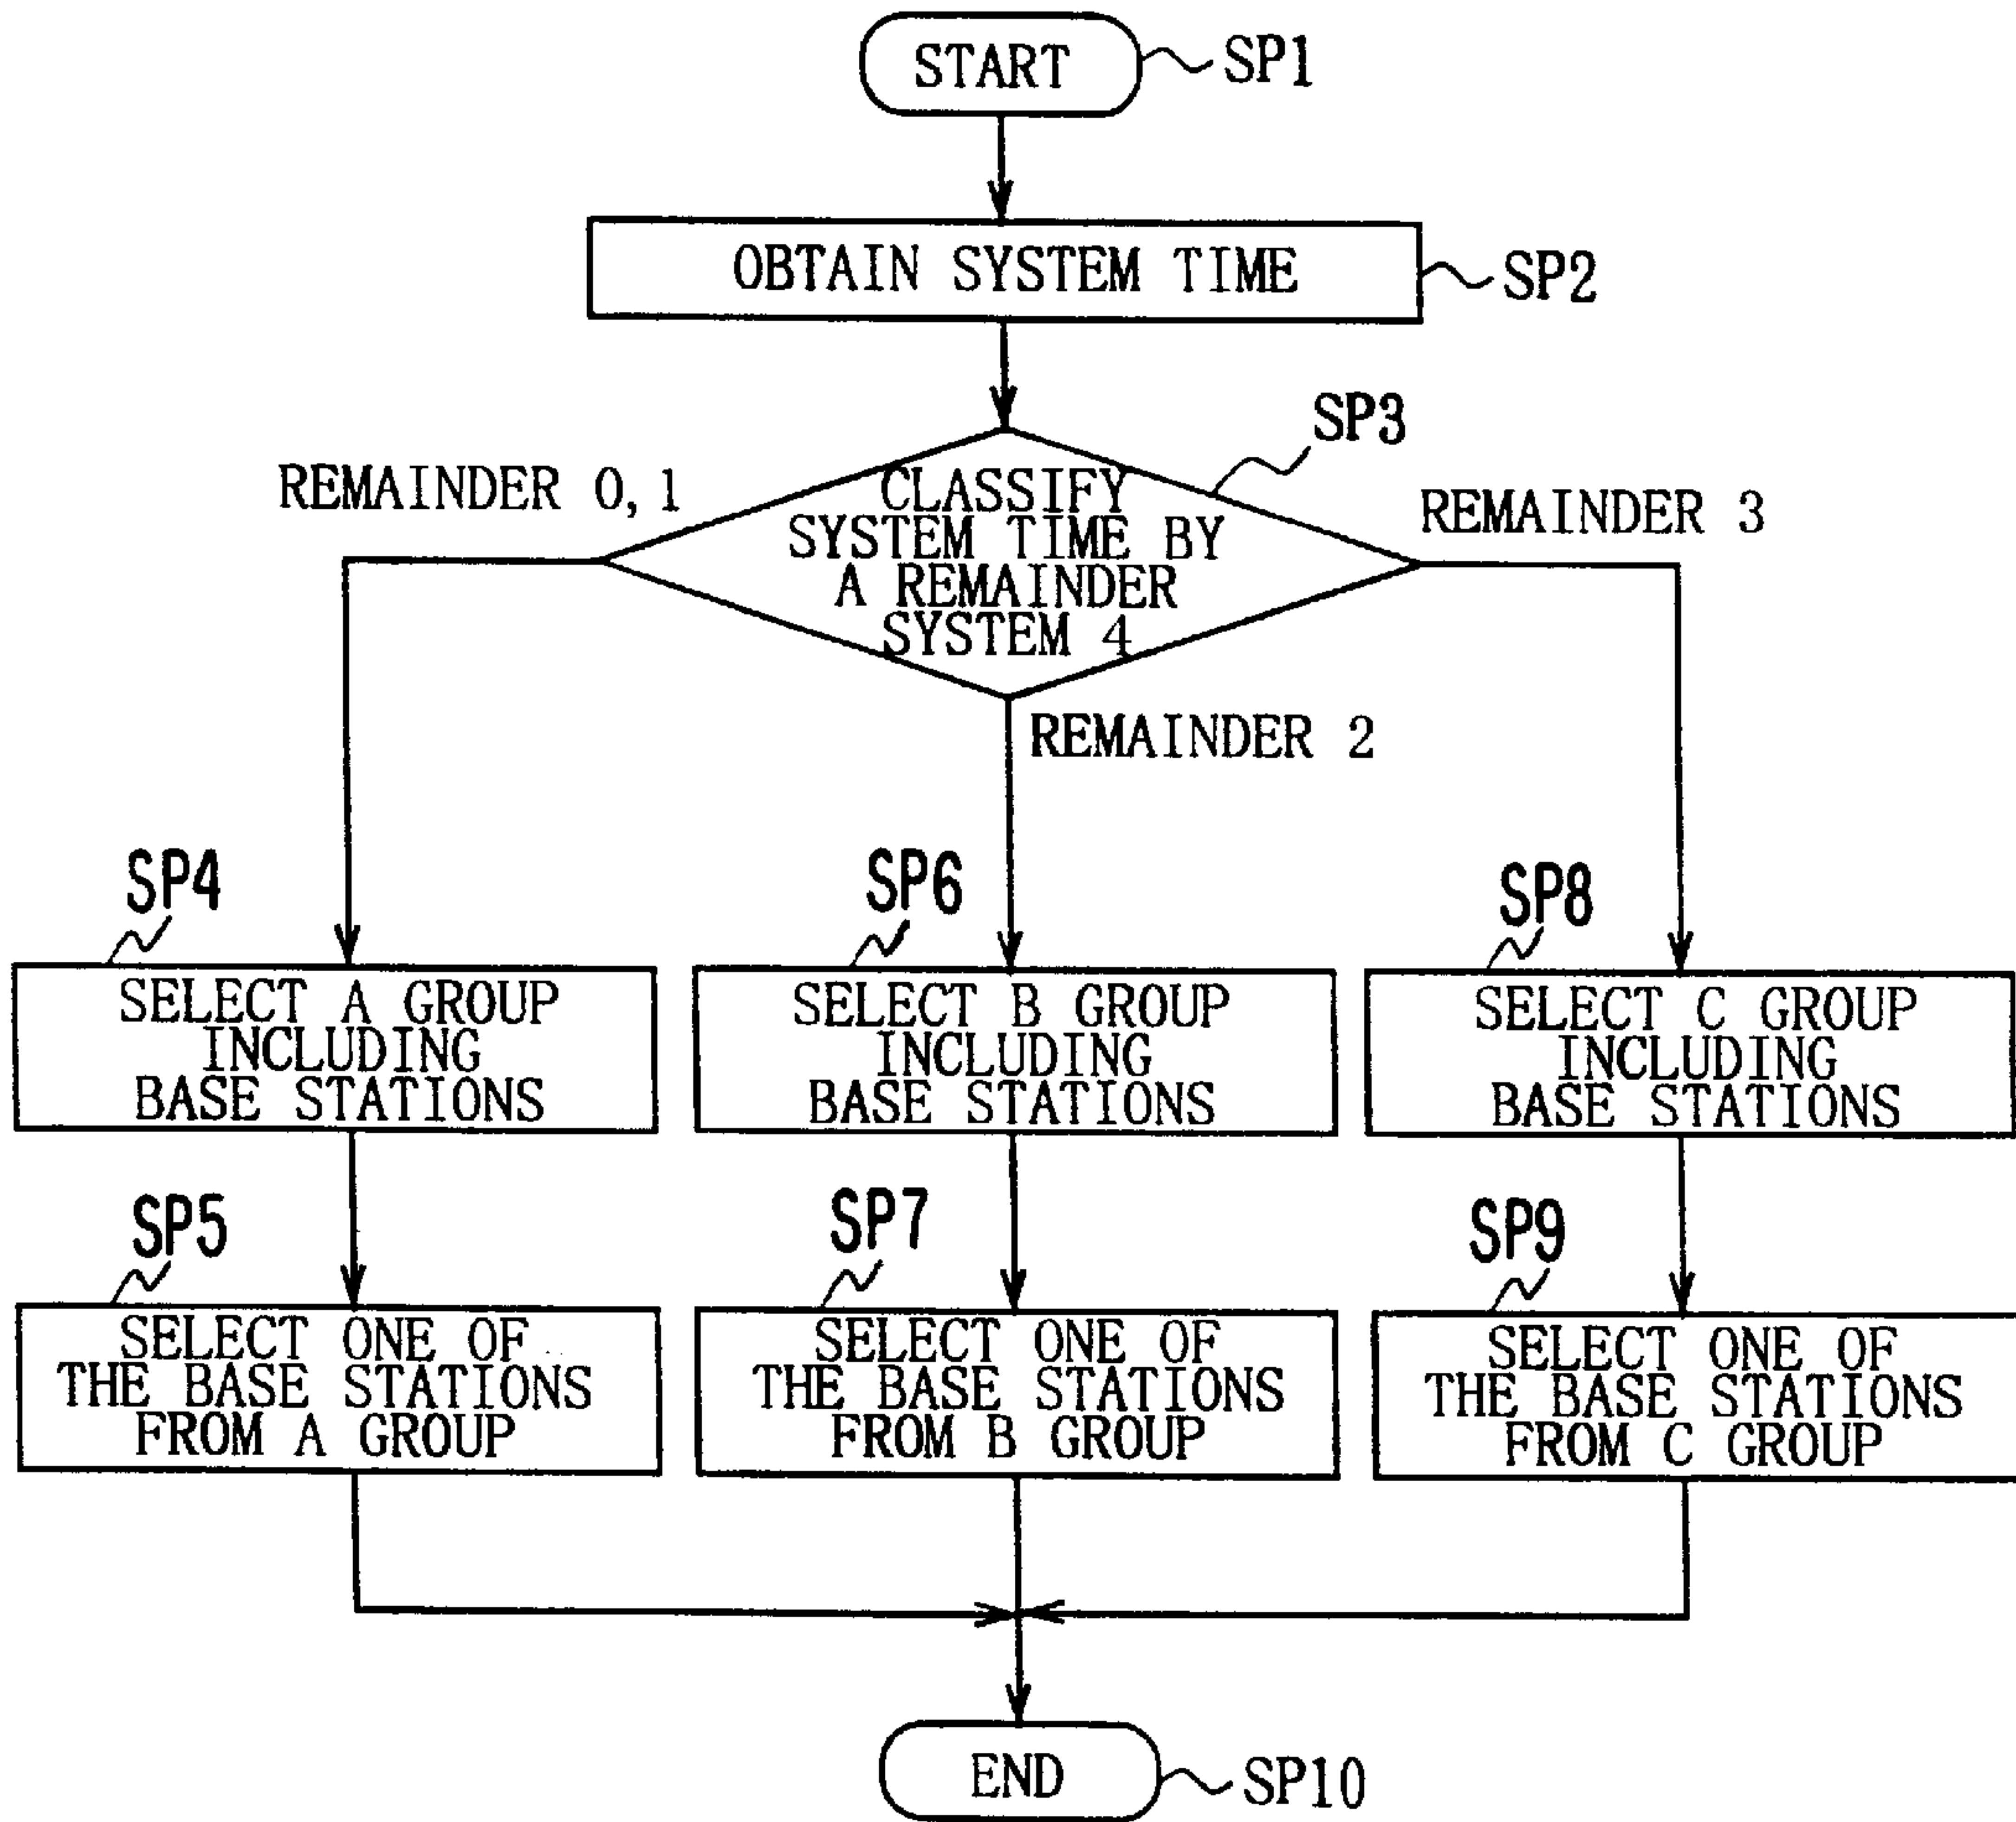 START
SP1
OBTAIN SYSTEM TIME
SP2
SP3
REMAINDER 0, 1
CLASSIFY
SYSTEM TIME BY
A REMAINDER
SYSTEM 4
REMAINDER 3
REMAINDER 2
SP4
SELECT A GROUP
INCLUDING
BASE STATIONS
SP6
SELECT B GROUP
INCLUDING
BASE STATIONS
SP8
SELECT C GROUP
INCLUDING
BASE STATIONS
SP5
SELECT ONE OF
THE BASE STATIONS
FROM A GROUP
SP7
SELECT ONE OF
THE BASE STATIONS
FROM B GROUP
SP9
SELECT ONE OF
THE BASE STATIONS
FROM C GROUP
END
SP10